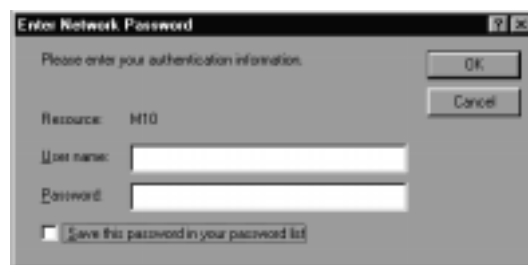 Enter Network Password
Please enter your authentication information.
OK
Cancel
Resource: M10
User name:
Password:
Save this password in your password list